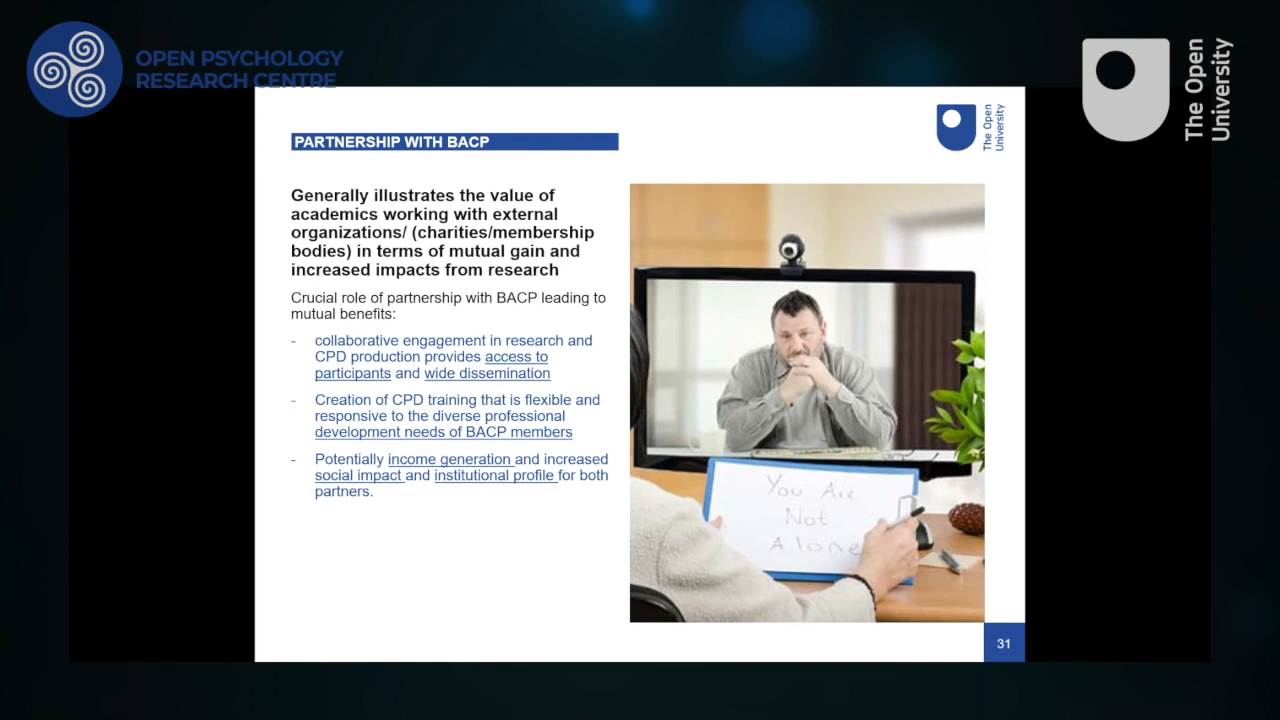 OPEN PSYCHOLOGY
RESEARCH CENTRE
The Open
University
PARTNERSHIP WITH BACP
The Open
University
Generally illustrates the value of
academics working with external
organizations/ (charities/membership
bodies) in terms of mutual gain and
increased impacts from research
Crucial role of partnership with BACP leading to
mutual benefits:
- collaborative engagement in research and
CPD production provides access to
participants and wide dissemination
- Creation of CPD training that is flexible and
responsive to the diverse professional
development needs of BACP members
- Potentially income generation and increased
social impact and institutional profile for both
partners.
You Are
Not
Alone
31